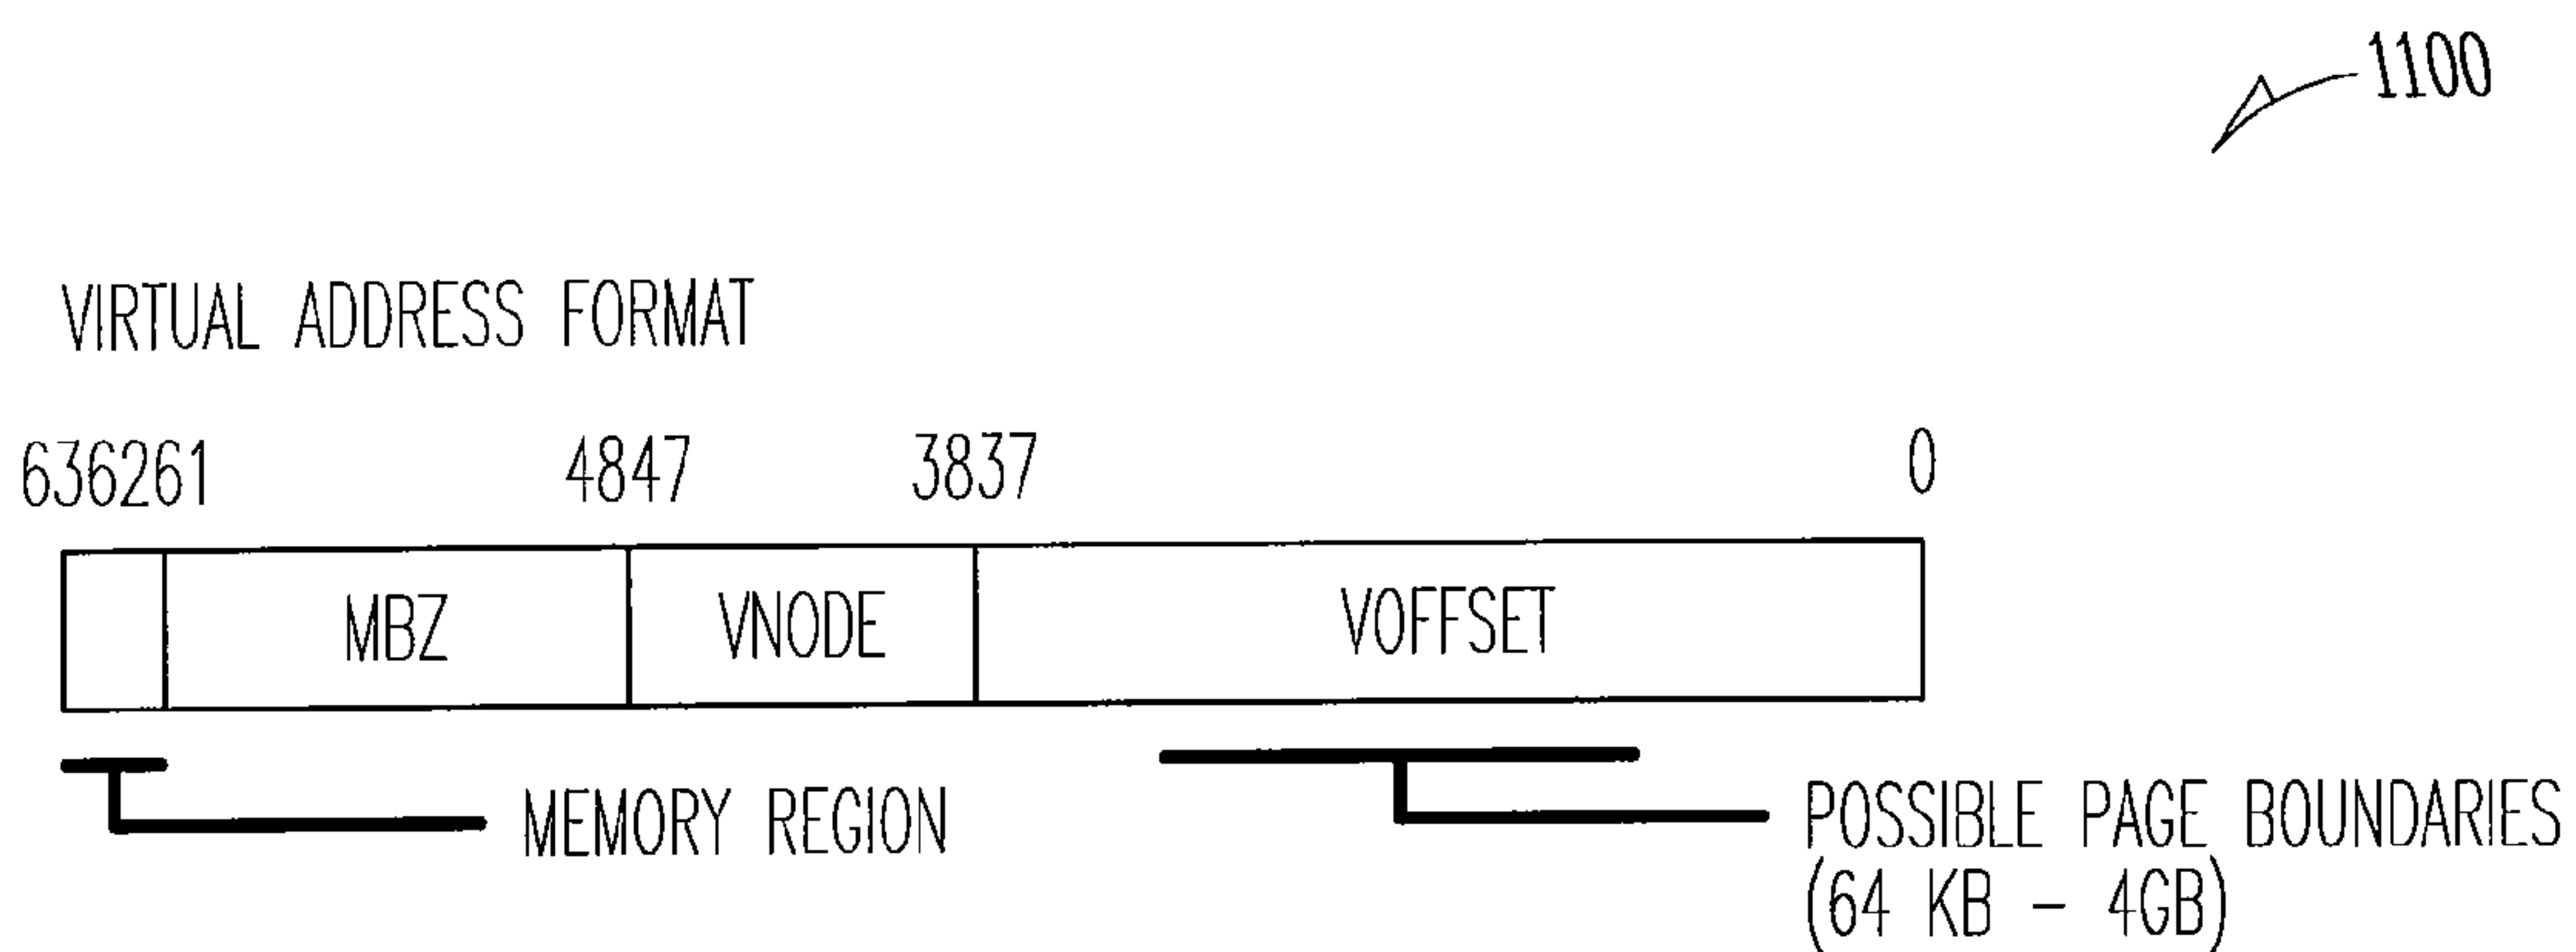 1100
VIRTUAL ADDRESS FORMAT
636261 4847 3837 0
MBZ VNODE VOFFSET
MEMORY REGION
POSSIBLE PAGE BOUNDARIES
(64 KB - 4GB)